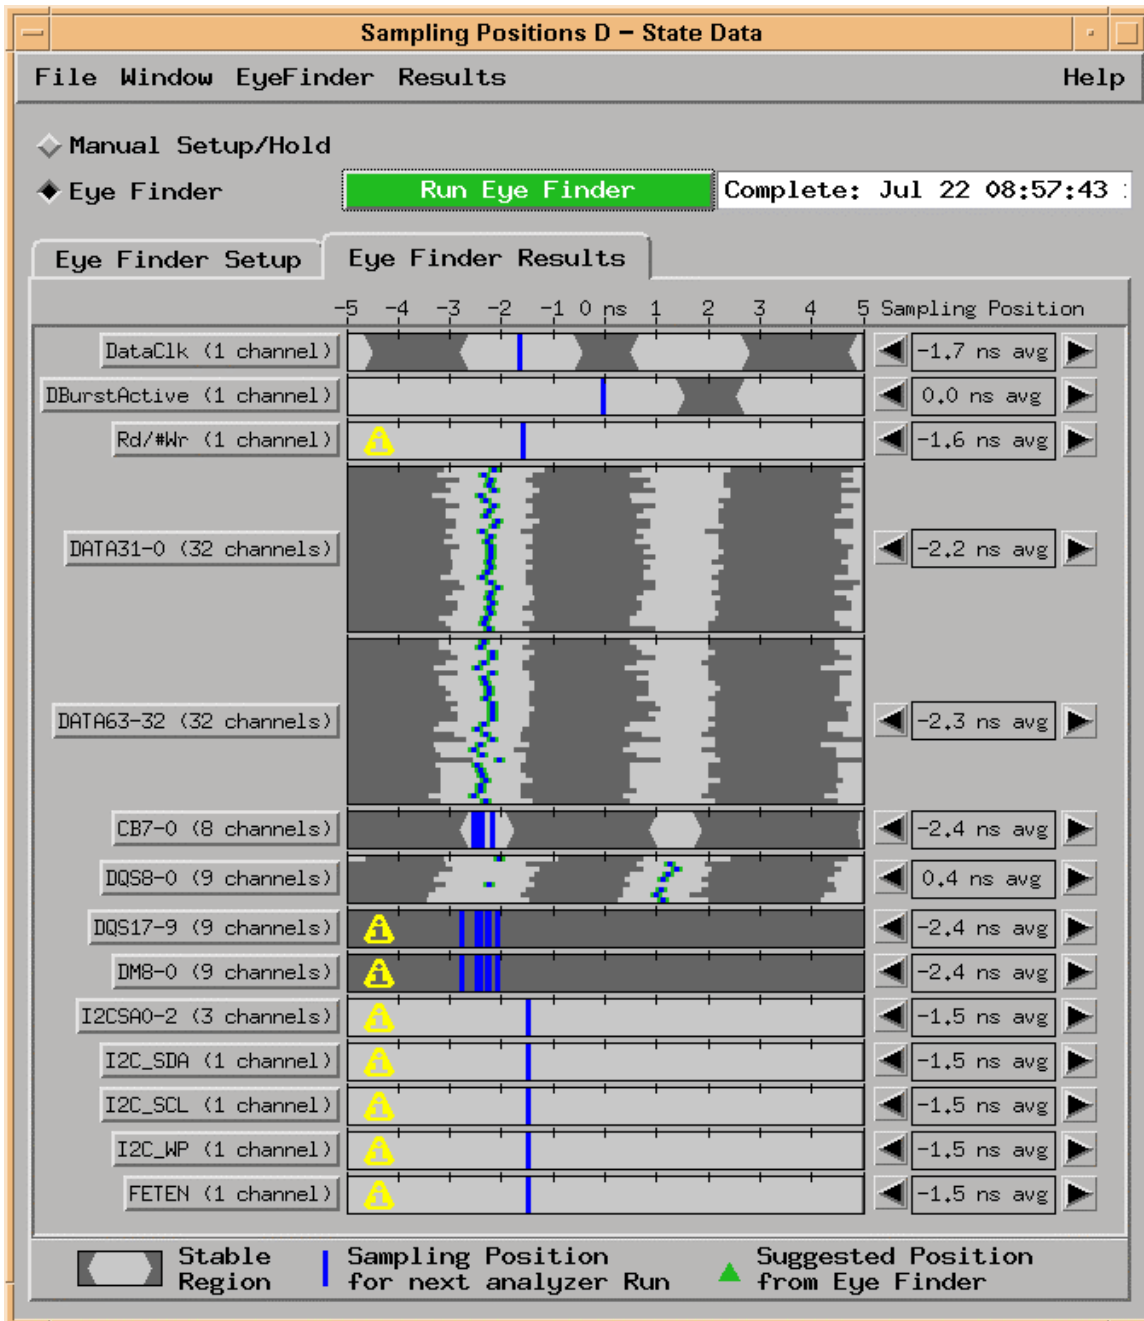 Sampling Positions D – State Data
File Window EyeFinder Results Help
Manual Setup/Hold
Eye Finder Run Eye Finder Complete: Jul 22 08:57:43
Eye Finder Setup Eye Finder Results
-5 -4 -3 -2 -1 0 ns 1 2 3 4 5 Sampling Position
DataClk (1 channel) -1.7 ns avg
DBurstActive (1 channel) 0.0 ns avg
Rd/#Wr (1 channel) -1.6 ns avg
DATA31-0 (32 channels) -2.2 ns avg
DATA63-32 (32 channels) -2.3 ns avg
CB7-0 (8 channels) -2.4 ns avg
DQS8-0 (9 channels) 0.4 ns avg
DQS17-9 (9 channels) -2.4 ns avg
DM8-0 (9 channels) -2.4 ns avg
I2CSA0-2 (3 channels) -1.5 ns avg
I2C_SDA (1 channel) -1.5 ns avg
I2C_SCL (1 channel) -1.5 ns avg
I2C_WP (1 channel) -1.5 ns avg
FETEN (1 channel) -1.5 ns avg
Stable Sampling Position Suggested Position
Region for next analyzer Run from Eye Finder